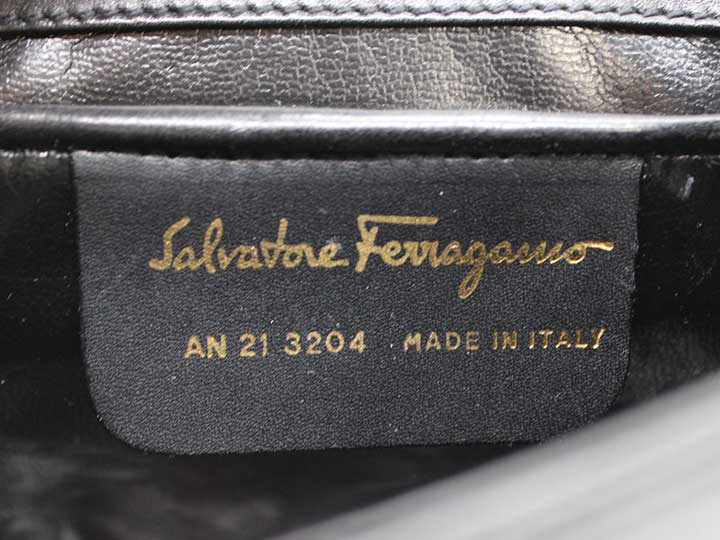 Salvatore Ferragamo
AN 21 3204 MADE IN ITALY